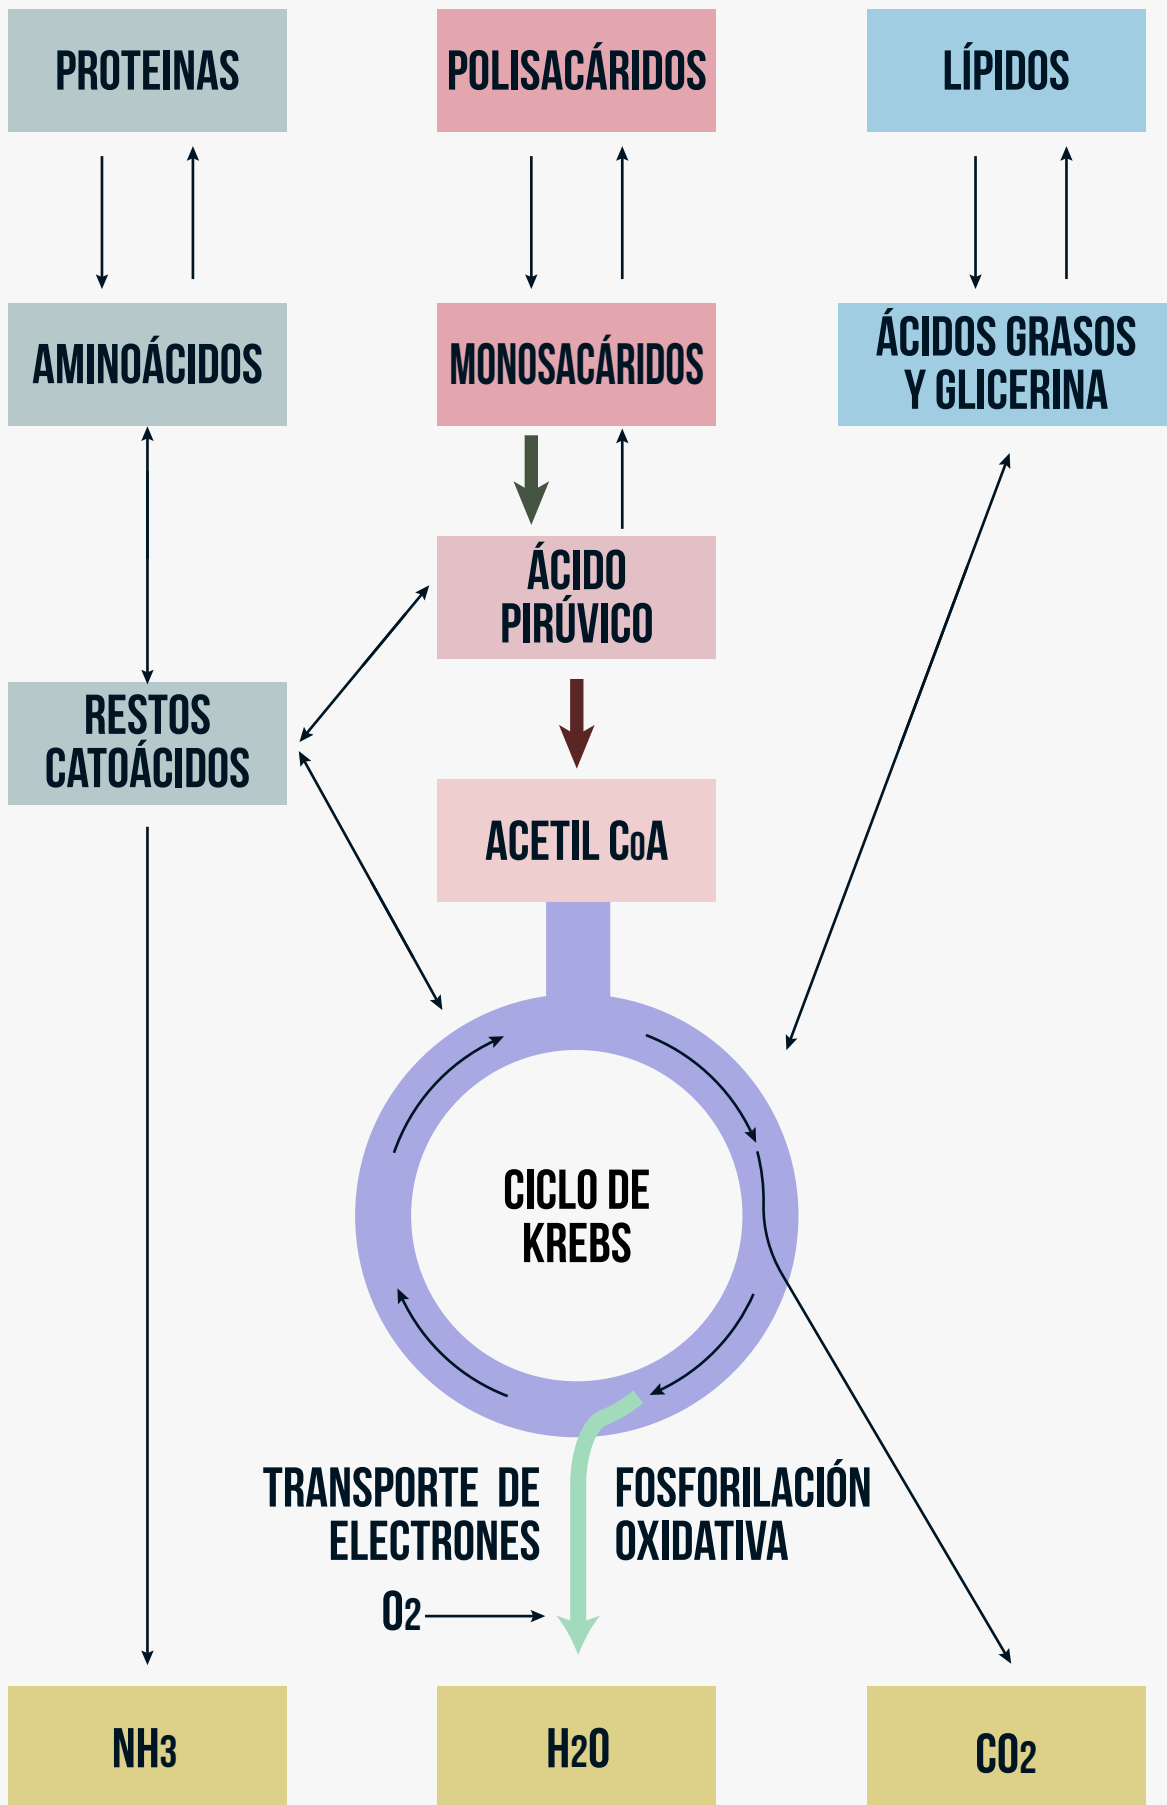 PROTEINAS
POLISACÁRIDOS
LÍPIDOS
AMINOÁCIDOS
MONOSACÁRIDOS
ÁCIDOS GRASOS
Y GLICERINA
ÁCIDO
PIRÚVICO
RESTOS
CATOÁCIDOS
ACETIL CoA
CICLO DE
KREBS
TRANSPORTE DE
ELECTRONES
FOSFORILACIÓN
OXIDATIVA
O2
NH3
H2O
CO2